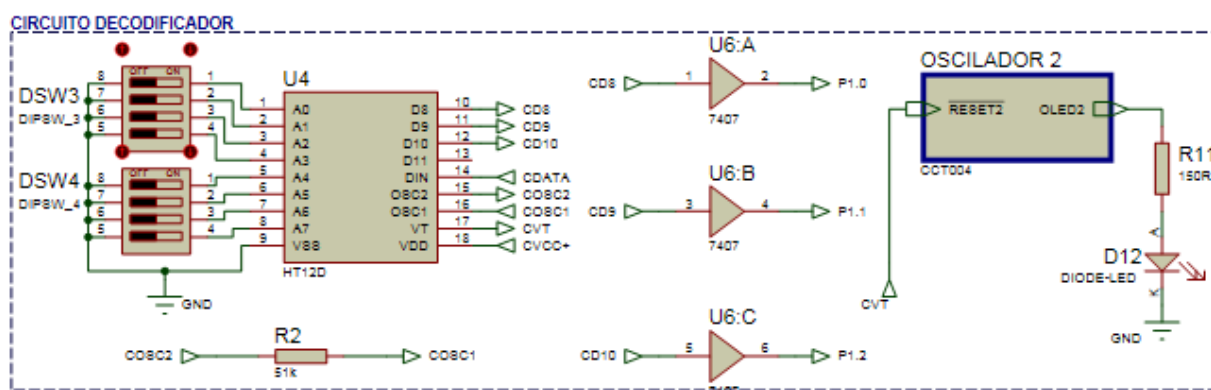 CIRCUITO DECODIFICADOR
DSW3
DIPSW_3
OFF ON
8 1
7 2
6 3
5 4
DSW4
DIPSW_4
OFF ON
8 1
7 2
6 3
5 4
U4
1 A0 D8 10 CD8
2 A1 D9 11 CD9
3 A2 D10 12 CD10
4 A3 D11 13
5 A4 DIN 14 CDATA
6 A5 OSC2 15 COSC2
7 A6 OSC1 16 COSC1
8 A7 VT 17 CVT
9 VSS VDD 18 CVCC+
HT12D
GND
R2
COSC2 COSC1
51k
U6:A
CD8 1 2 P1.0
7407
U6:B
CD9 3 4 P1.1
7407
U6:C
CD10 5 6 P1.2
OSCILADOR 2
RESET2 OLED2
CCT004
CVT
R11
150R
A
D12
DIODE-LED
K
GND